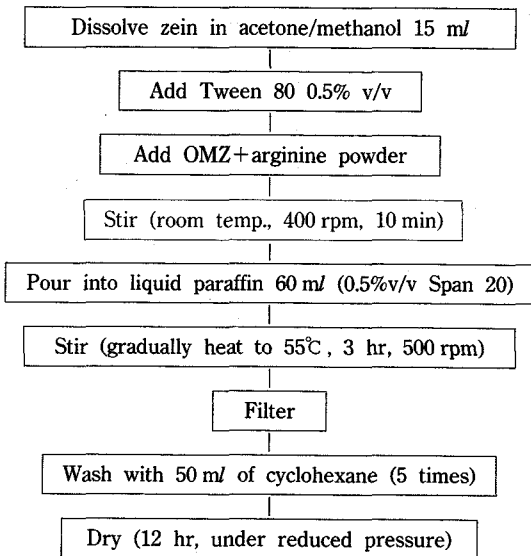 Dissolve zein in acetone/methanol 15 ml
Add Tween 80 0.5% v/v
Add OMZ+arginine powder
Stir (room temp., 400 rpm, 10 min)
Pour into liquid paraffin 60 ml (0.5%v/v Span 20)
Stir (gradually heat to 55℃, 3 hr, 500 rpm)
Filter
Wash with 50 ml of cyclohexane (5 times)
Dry (12 hr, under reduced pressure)